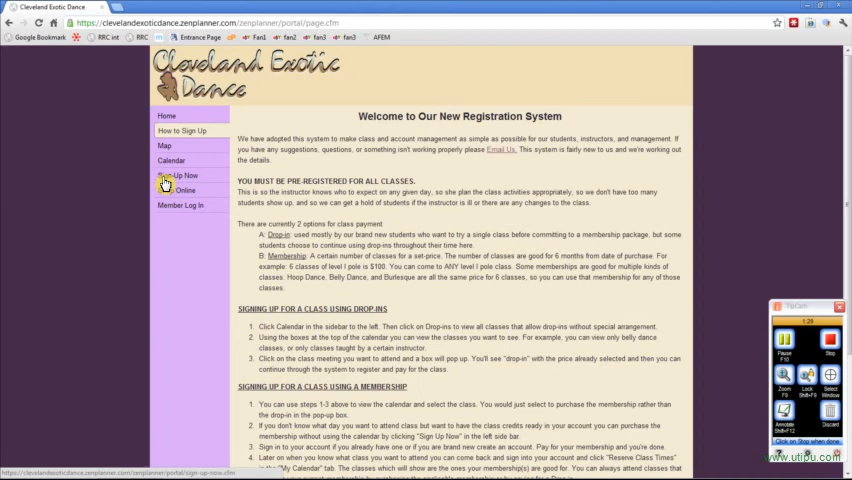 Cleveland Exotic Dance
https://clevelandexoticdance.zenplanner.com/zenplanner/portal/page.cfm
Google Bookmark RRC int RRC Entrance Page Fan1 fan2 fan3 fan3 AFEM
Cleveland Exotic
Dance
Home
How to Sign Up
Map
Calendar
Sign Up Now
Online
Member Log In
Welcome to Our New Registration System
We have adopted this system to make class and account management as simple as possible for our students, instructors, and management. If
you have any suggestions, questions, or something isn't working properly please Email Us. This system is fairly new to us and we're working out
the details.
YOU MUST BE PRE-REGISTERED FOR ALL CLASSES.
This is so the instructor knows who to expect on any given day, so she plan the class activities appropriately, so we don't have too many
students show up, and so we can get a hold of students if the instructor is ill or there are any changes to the class.
There are currently 2 options for class payment
A: Drop-in: used mostly by our brand new students who want to try a single class before committing to a membership package, but some
students choose to continue using drop-ins throughout their time here.
B: Membership: A certain number of classes for a set-price. The number of classes are good for 6 months from date of purchase. For
example: 6 classes of level I pole is $100. You can come to ANY level I pole class. Some memberships are good for multiple kinds of
classes. Hoop Dance, Belly Dance, and Burlesque are all the same price for 6 classes, so you can use that membership for any of those
classes.
SIGNING UP FOR A CLASS USING DROP-INS
1. Click Calendar in the sidebar to the left. Then click on Drop-ins to view all classes that allow drop-ins without special arrangement.
2. Using the boxes at the top of the calendar you can view the classes you want to see. For example, you can view only belly dance
classes, or only classes taught by a certain instructor.
3. Click on the class meeting you want to attend and a box will pop up. You'll see "drop-in" with the price already selected and then you can
continue through the system to register and pay for the class.
SIGNING UP FOR A CLASS USING A MEMBERSHIP
1. You can use steps 1-3 above to view the calendar and select the class. You would just select to purchase the membership rather than
the drop-in in the pop-up box.
2. If you don't know what day you want to attend class but want to have the class credits ready in your account you can purchase the
membership without using the calendar by clicking "Sign Up Now" in the left side bar.
3. Sign in to your account if you already have one or if you are brand new create an account. Pay for your membership and you're done.
4. Later on when you know what class you want to attend you can come back and sign into your account and click "Reserve Class Times"
in the "My Calendar" tab. The classes which will show are the ones your membership(s) are good for. You can always attend classes that
https://clevelandexoticdance.zenplanner.com/zenplanner/portal/sign-up-now.cfm
TipCam
1:25
Pause
F10
Stop
Zoom
F9
Lock
Shift+F9
Select
Window
Annotate
Shift+F12
Discard
Click on Stop when done
www.utipu.com